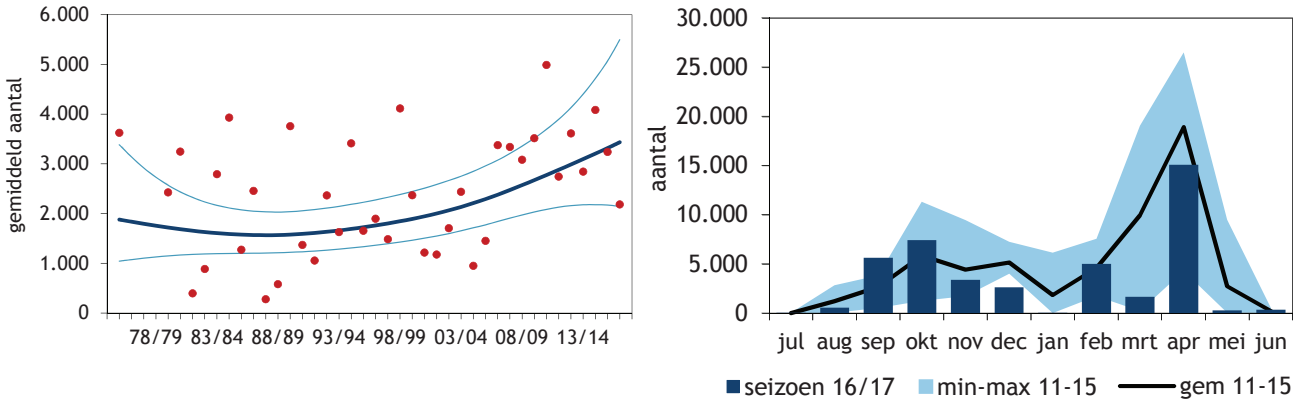 gemiddeld aantal
6.000
5.000
4.000
3.000
2.000
1.000
0
78/79 83/84 88/89 93/94 98/99 03/04 08/09 13/14
aantal
30.000
25.000
20.000
15.000
10.000
5.000
0
jul aug sep okt nov dec jan feb mrt apr mei jun
seizoen 16/17 min-max 11-15 gem 11-15